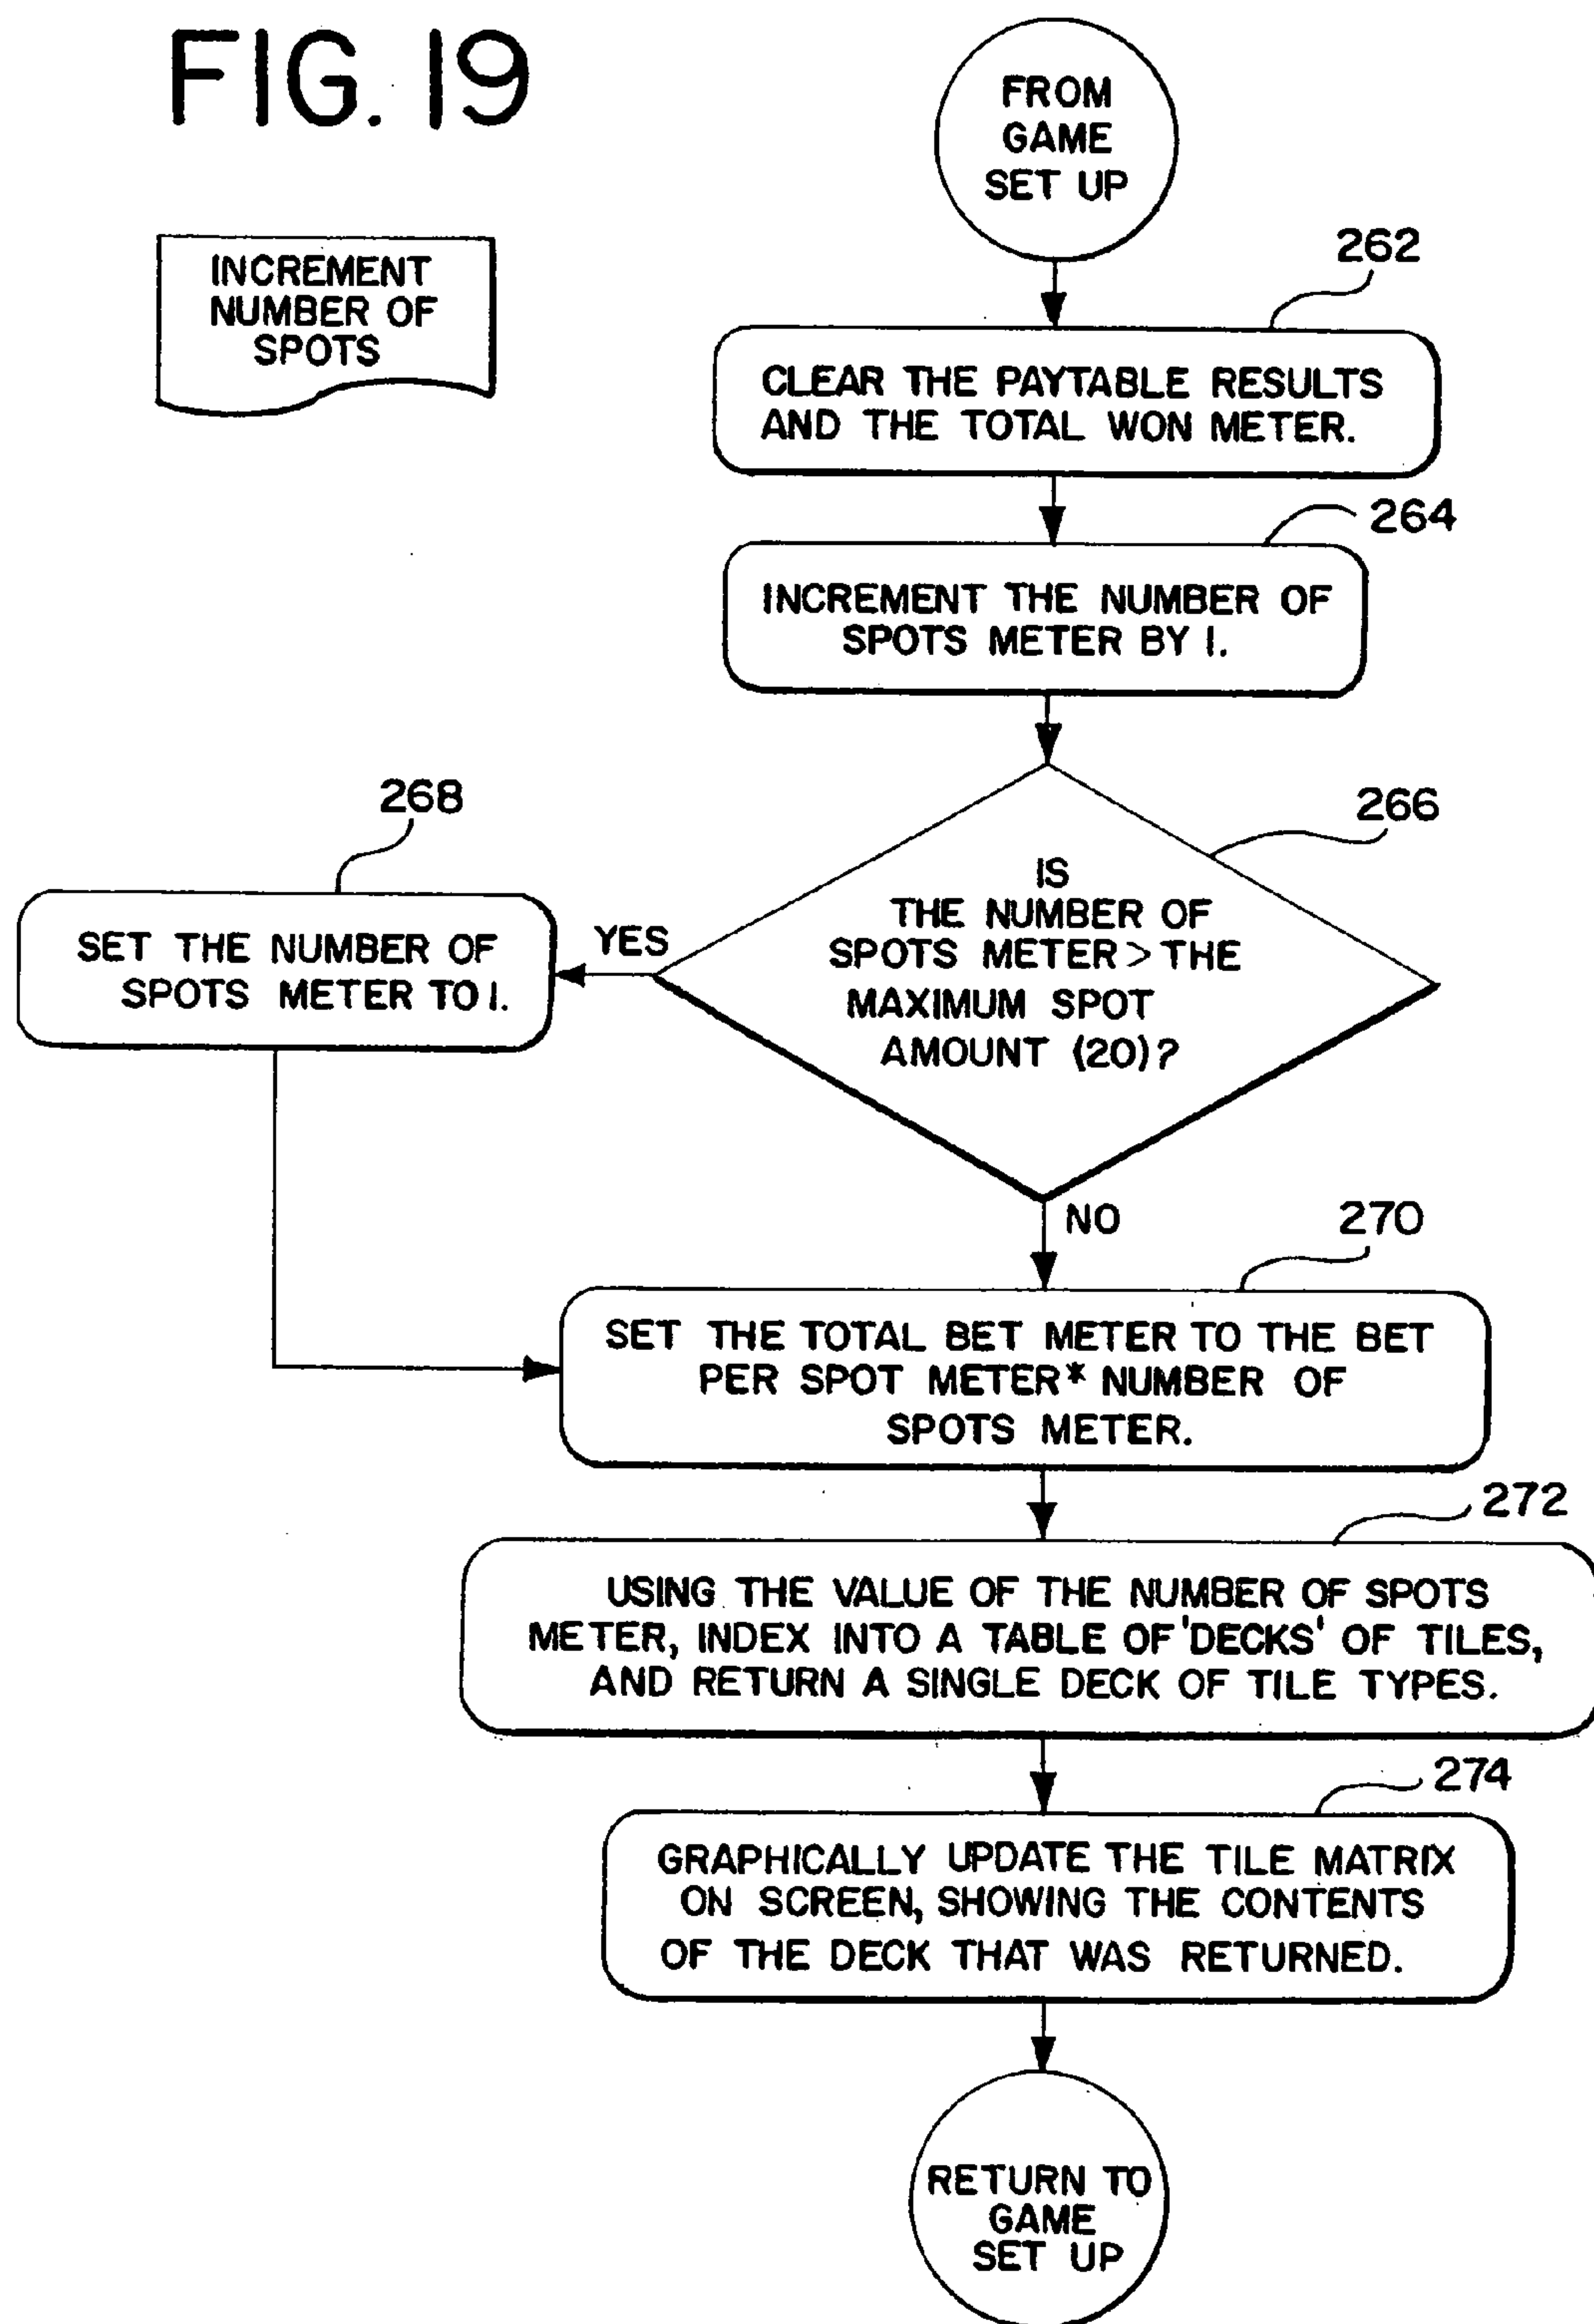 FIG. 19
FROM
GAME
SET UP
INCREMENT
NUMBER OF
SPOTS
262
CLEAR THE PAYTABLE RESULTS
AND THE TOTAL WON METER.
264
INCREMENT THE NUMBER OF
SPOTS METER BY 1.
266
IS
THE NUMBER OF
SPOTS METER > THE
MAXIMUM SPOT
AMOUNT (20)?
YES
268
SET THE NUMBER OF
SPOTS METER TO 1.
NO
270
SET THE TOTAL BET METER TO THE BET
PER SPOT METER* NUMBER OF
SPOTS METER.
272
USING THE VALUE OF THE NUMBER OF SPOTS
METER, INDEX INTO A TABLE OF 'DECKS' OF TILES,
AND RETURN A SINGLE DECK OF TILE TYPES.
274
GRAPHICALLY UPDATE THE TILE MATRIX
ON SCREEN, SHOWING THE CONTENTS
OF THE DECK THAT WAS RETURNED.
RETURN TO
GAME
SET UP